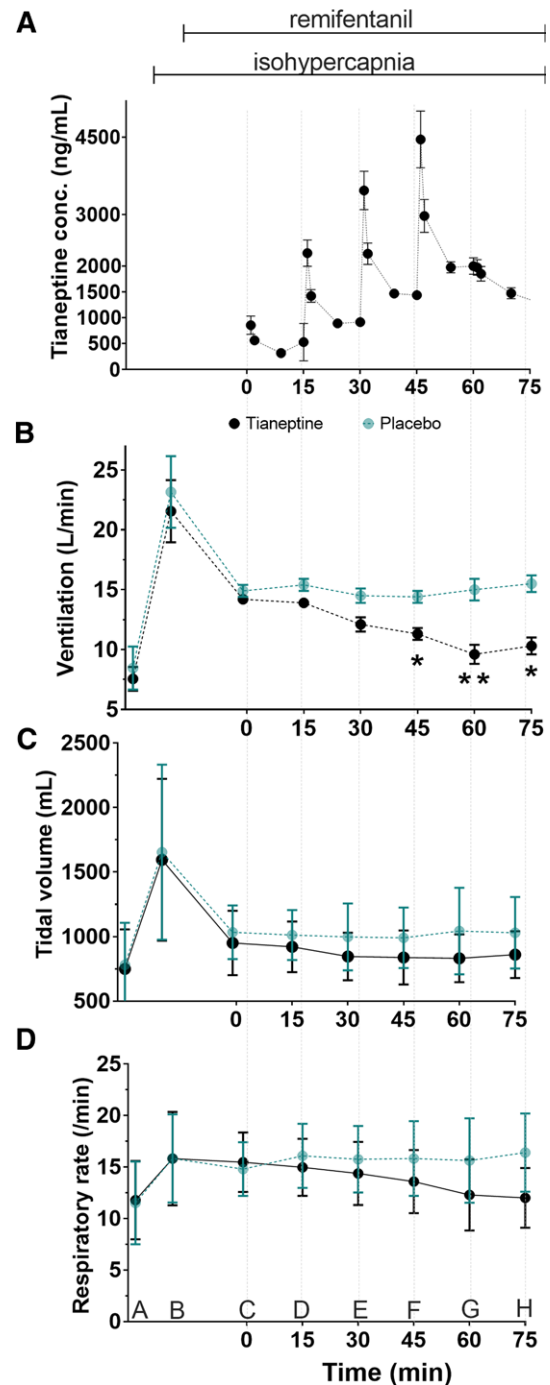 A
remifentanil
isohypercapnia
Tianeptine conc. (ng/mL)
4500
3000
2000
1500
1000
500
0
0 15 30 45 60 75
Tianeptine Placebo
B
Ventilation (L/min)
25
20
15
10
5
* ** *
0 15 30 45 60 75
C
Tidal volume (mL)
2500
2000
1500
1000
500
0 15 30 45 60 75
D
Respiratory rate (/min)
25
20
15
10
5
0
A B C D E F G H
0 15 30 45 60 75
Time (min)